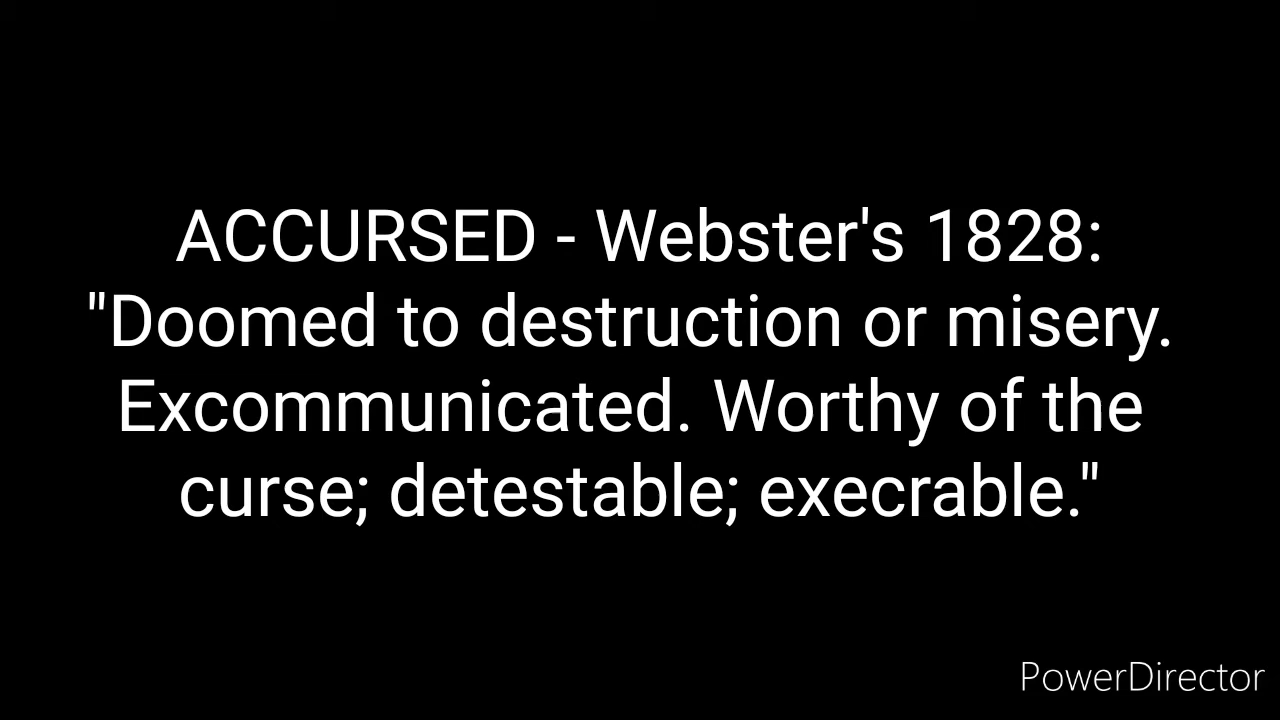 ACCURSED - Webster's 1828:
"Doomed to destruction or misery.
Excommunicated. Worthy of the
curse; detestable; execrable."
PowerDirector